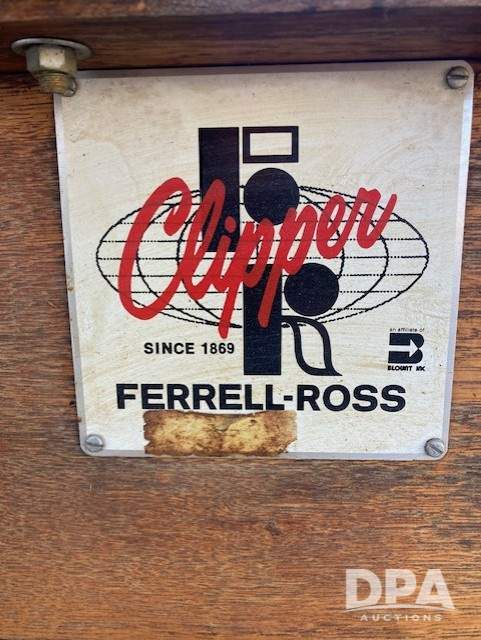 Clipper
SINCE 1869
an affiliate of
BLOUNT INC
FERRELL-ROSS
DPA
AUCTIONS